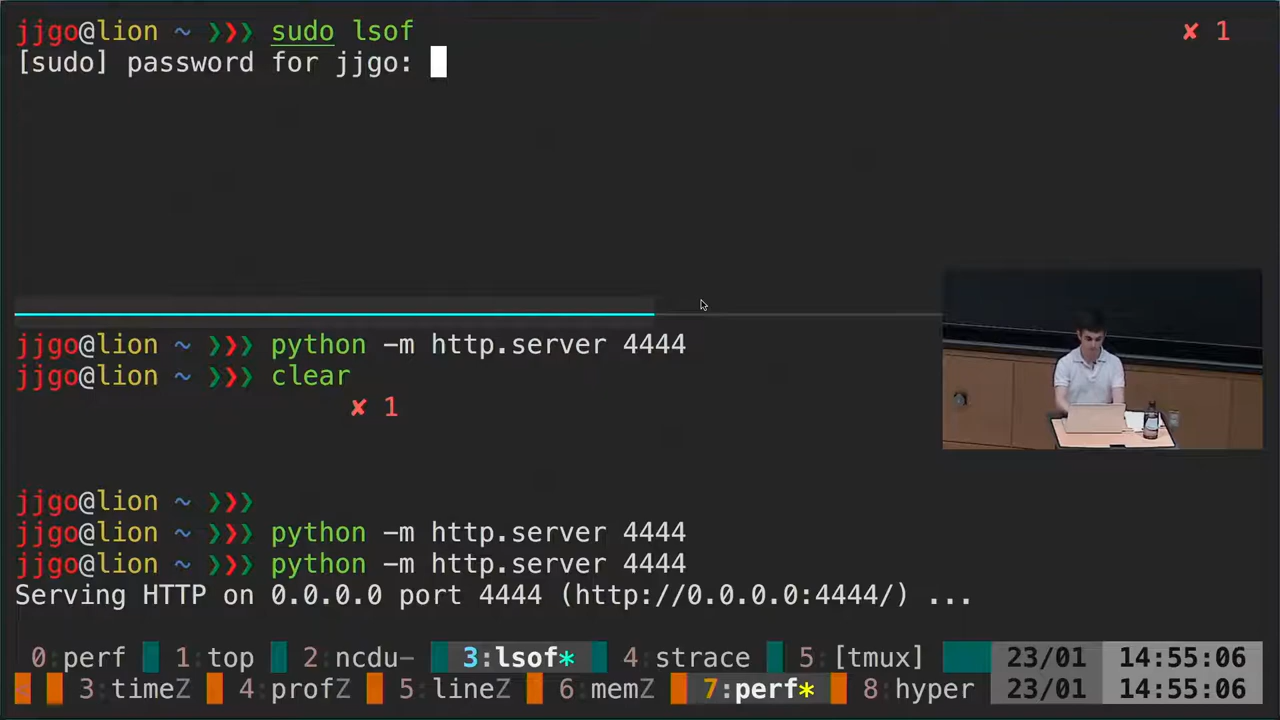 jjgo@lion ~ ❯❯❯ sudo lsof ✘ 1
[sudo] password for jjgo:
jjgo@lion ~ ❯❯❯ python -m http.server 4444
jjgo@lion ~ ❯❯❯ clear
✘ 1
jjgo@lion ~ ❯❯❯
jjgo@lion ~ ❯❯❯ python -m http.server 4444
jjgo@lion ~ ❯❯❯ python -m http.server 4444
Serving HTTP on 0.0.0.0 port 4444 (http://0.0.0.0:4444/) ...
0:perf 1:top 2:ncdu- 3:lsof* 4:strace 5:[tmux] 23/01 14:55:06
< 3:timeZ 4:profZ 5:lineZ 6:memZ 7:perf* 8:hyper 23/01 14:55:06